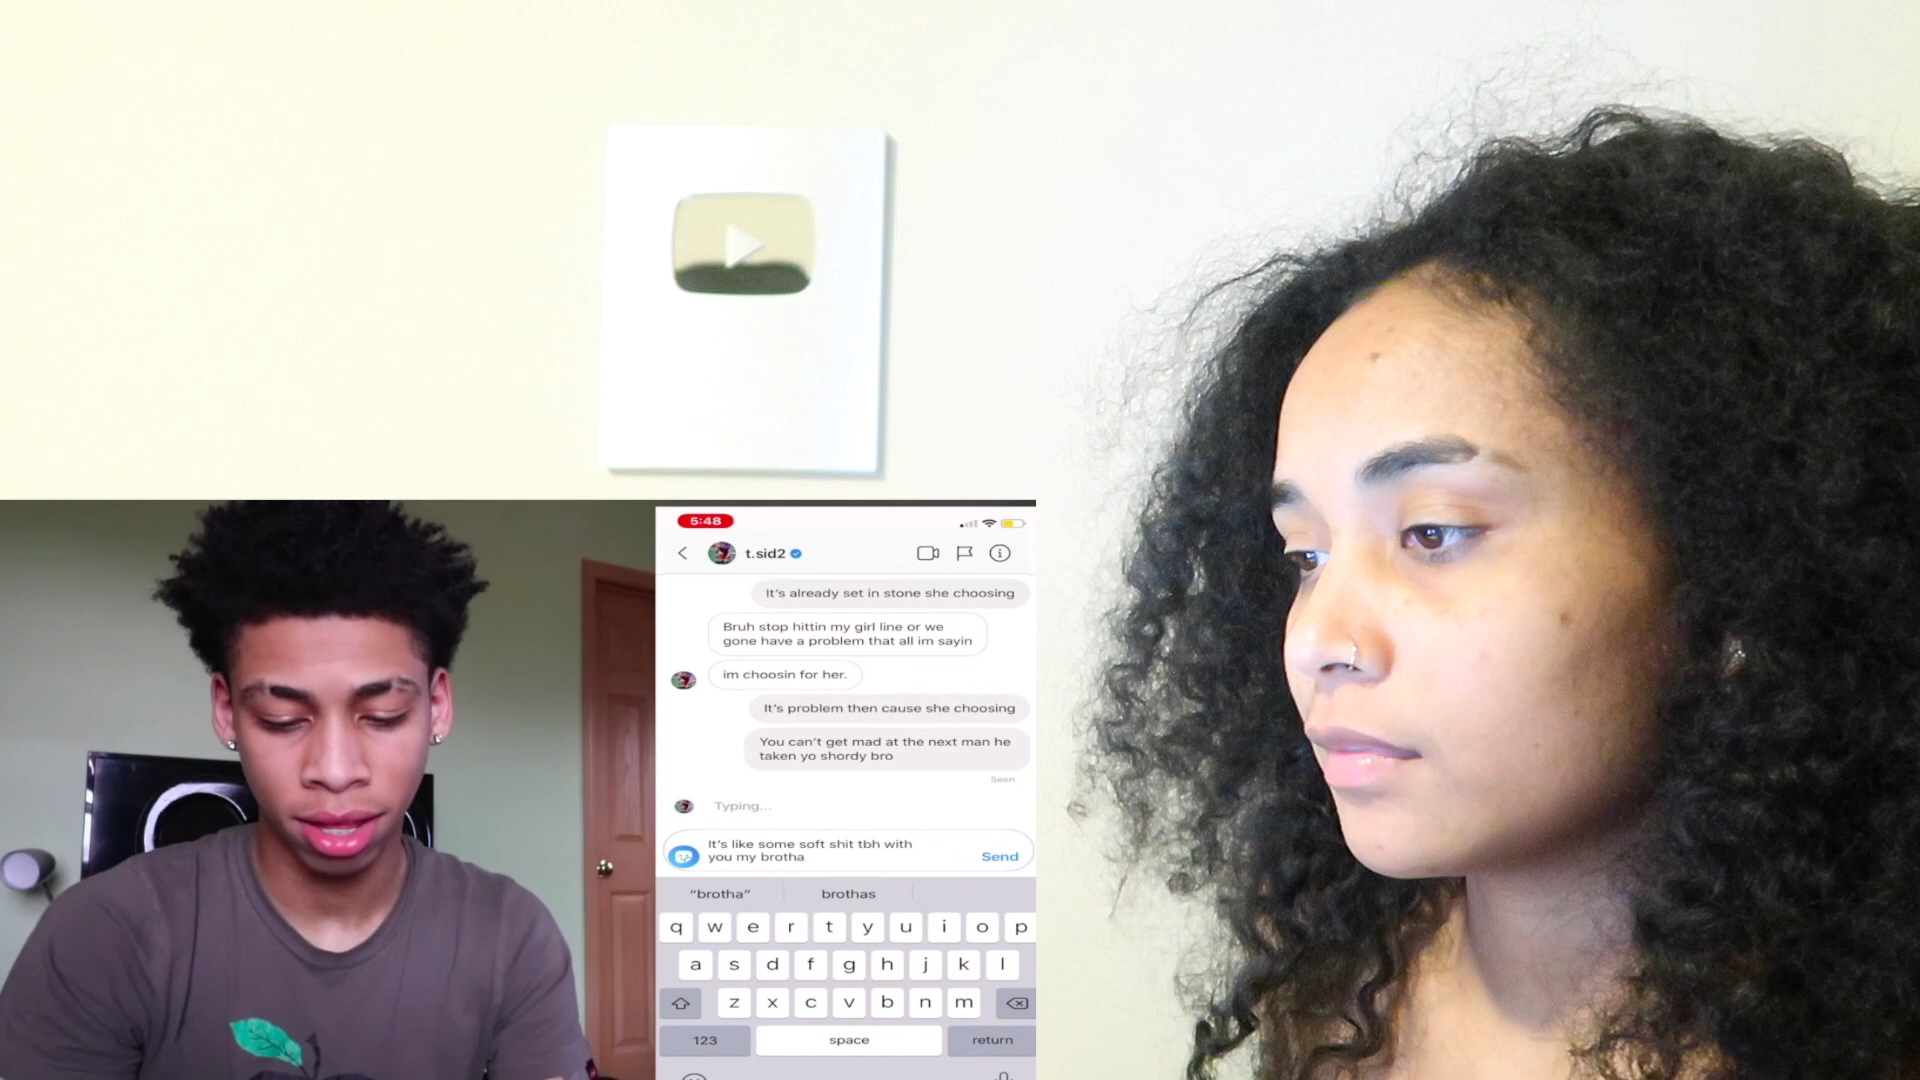 5:48
t.sid2
It's already set in stone she choosing
Bruh stop hittin my girl line or we
gone have a problem that all im sayin
im choosin for her.
It's problem then cause she choosing
You can't get mad at the next man he
taken yo shordy bro
Seen
Typing...
It's like some soft shit tbh with
you my brotha
Send
“brotha” brothas
q w e r t y u i o p
a s d f g h j k l
z x c v b n m
123 space return